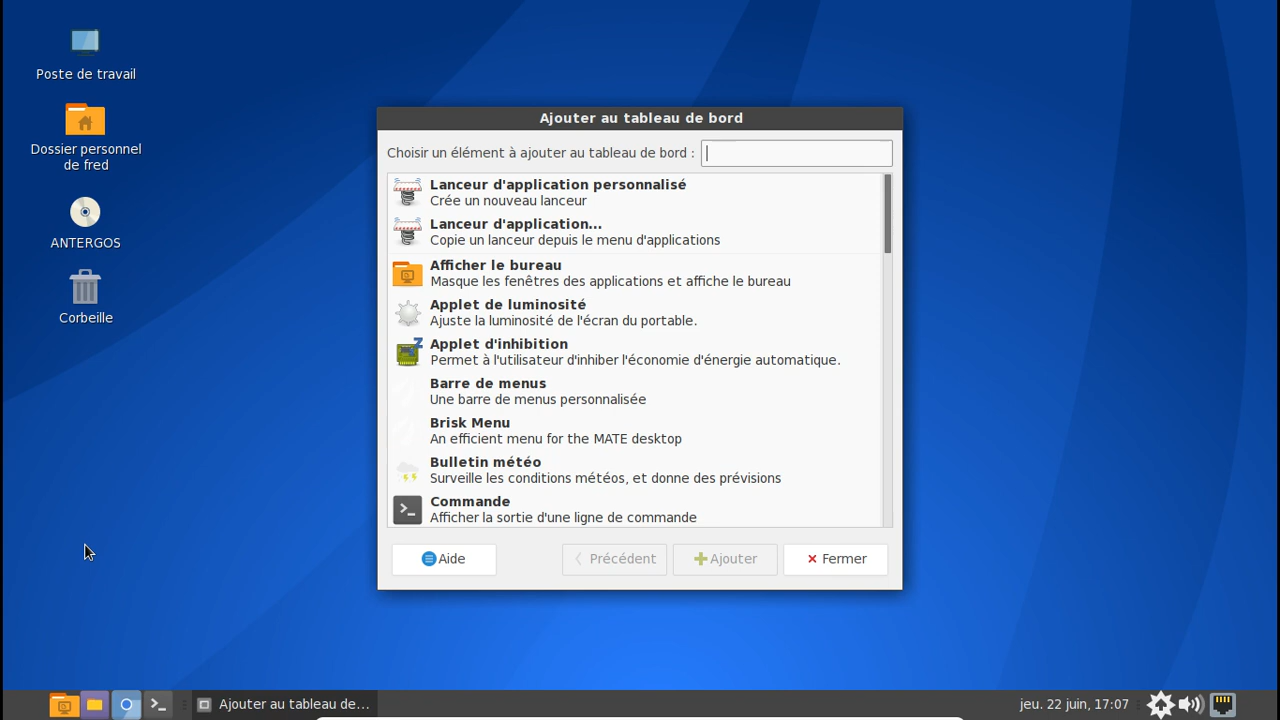 Poste de travail
Dossier personnel
de fred
ANTERGOS
Corbeille
Ajouter au tableau de bord
Choisir un élément à ajouter au tableau de bord :
Lanceur d'application personnalisé
Crée un nouveau lanceur
Lanceur d'application...
Copie un lanceur depuis le menu d'applications
Afficher le bureau
Masque les fenêtres des applications et affiche le bureau
Applet de luminosité
Ajuste la luminosité de l'écran du portable.
Applet d'inhibition
Permet à l'utilisateur d'inhiber l'économie d'énergie automatique.
Barre de menus
Une barre de menus personnalisée
Brisk Menu
An efficient menu for the MATE desktop
Bulletin météo
Surveille les conditions météos, et donne des prévisions
Commande
Afficher la sortie d'une ligne de commande
Aide
Précédent
Ajouter
Fermer
Ajouter au tableau de...
jeu. 22 juin, 17:07